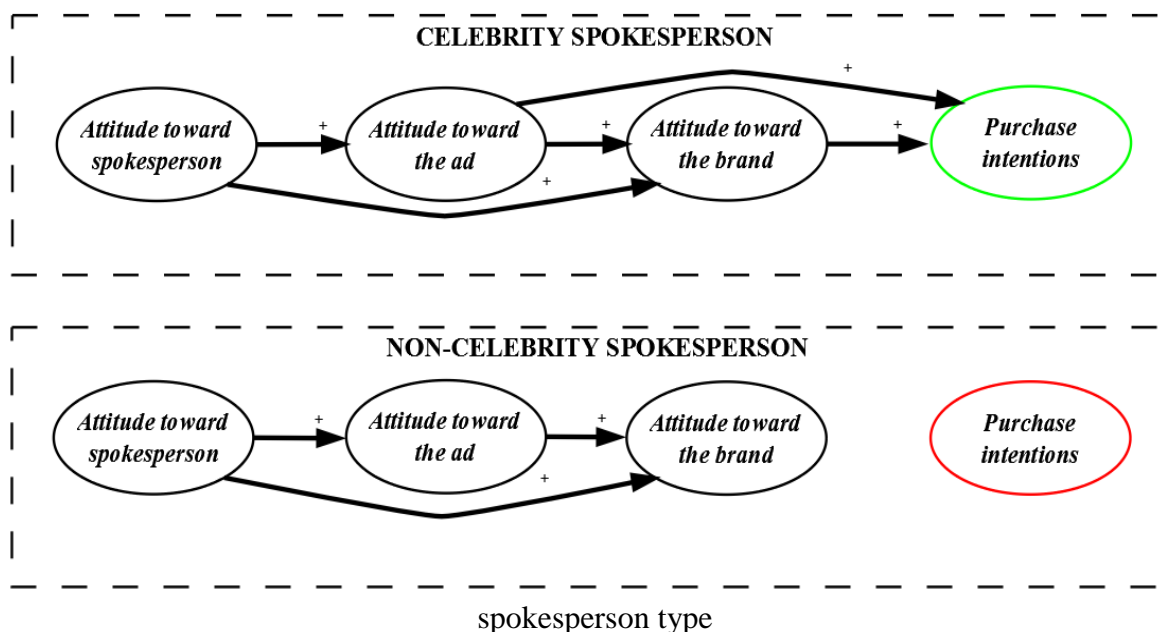 CELEBRITY SPOKESPERSON
+
Attitude toward
spokesperson
+
Attitude toward
the ad
+
Attitude toward
the brand
+
Purchase
intentions
+
NON-CELEBRITY SPOKESPERSON
Attitude toward
spokesperson
+
Attitude toward
the ad
+
Attitude toward
the brand
Purchase
intentions
+
spokesperson type